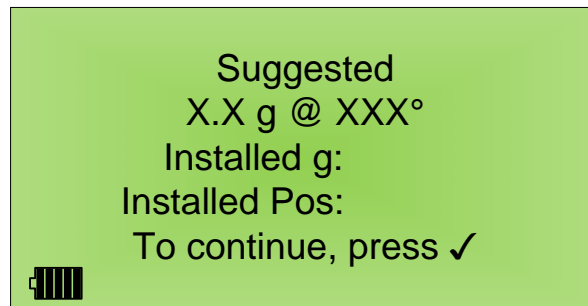 Suggested
X.X g @ XXX°
Installed g:
Installed Pos:
To continue, press ✓